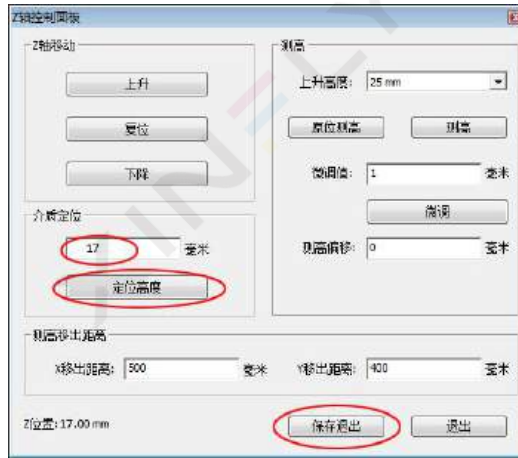 Z轴控制面板
Z轴移动
上升
复位
下降
介质定位
17 毫米
定位高度
测高
上升高度: 25 mm
原位测高 测高
微调值: 1 毫米
微调
测高偏移: 0 毫米
测高移出距离
X移出距离: 500 毫米 Y移出距离: 400 毫米
Z位置: 17.00 mm 保存退出 退出